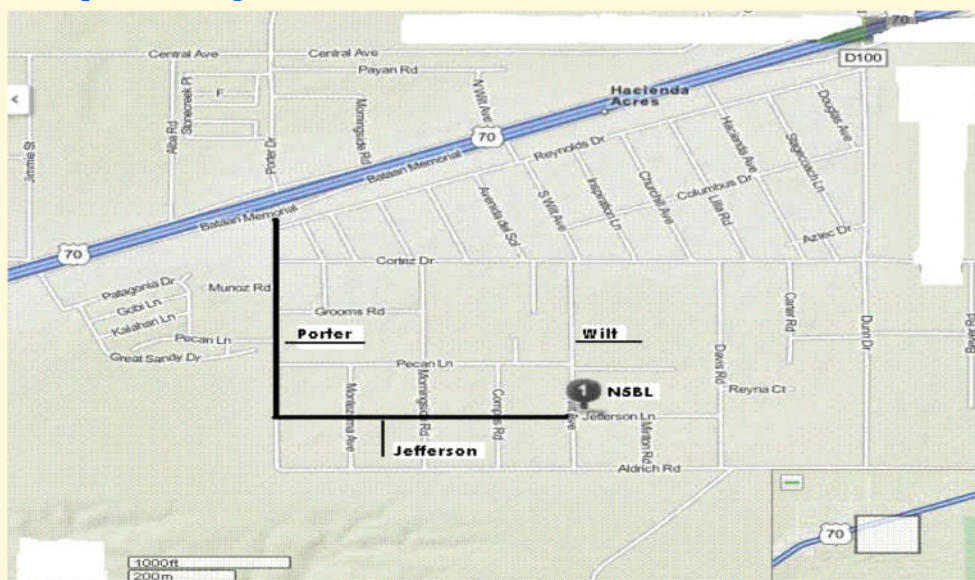 70
D100
Central Ave
Central Ave
Payan Rd
N Wilt Ave
Hacienda
Acres
Jimmie St
Alba Rd
Stonecreek Pl
F
Porter Dr
Morningside Rd
70
Reynolds Dr
Douglas Ave
Hacienda Ave
Stagecoach Ln
Bataan Memorial
Bataan Memorial
Avenida del Sol
S Wilt Ave
Inspiration Ln
Churchill Ave
Lilia Rd
Columbus Dr
Aztec Dr
70
Cortez Dr
Patagonia Dr
Munoz Rd
Gobi Ln
Kalahari Ln
Grooms Rd
Carter Rd
Dunn Dr
Pecan Ln
Porter
Wilt
Great Sandy Dr
Pecan Ln
Davis Rd
Reyna Ct
1
N5BL
Montezuma Ave
Morningside Rd
Compas Rd
Jefferson Ln
Minton Rd
Jefferson
Aldrich Rd
70
1000ft
200m